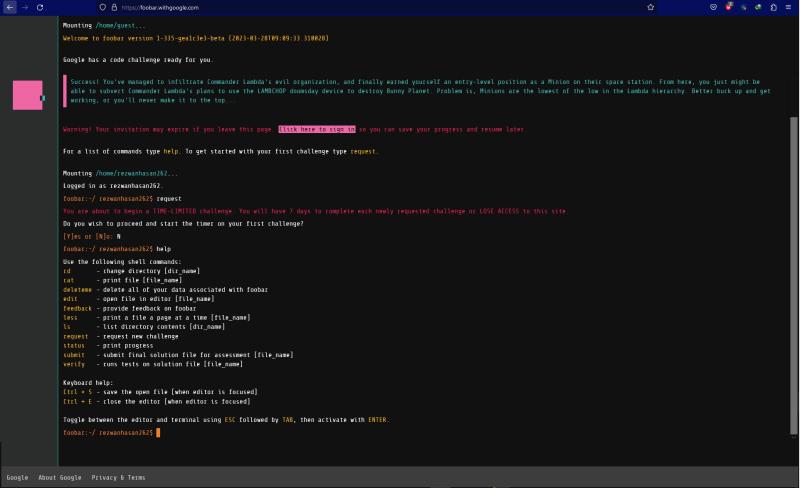 https://foobar.withgoogle.com
Mounting /home/guest...
Welcome to foobar version 1-335-gea1c3e3-beta [2023-03-28T09:09:33.310028]
Google has a code challenge ready for you.
Success! You've managed to infiltrate Commander Lambda's evil organization, and finally earned yourself an entry-level position as a Minion on their space station. From here, you just might be
able to subvert Commander Lambda's plans to use the LAMBCHOP doomsday device to destroy Bunny Planet. Problem is, Minions are the lowest of the low in the Lambda hierarchy. Better buck up and get
working, or you'll never make it to the top...
Warning! Your invitation may expire if you leave this page. Click here to sign in so you can save your progress and resume later.
For a list of commands type help. To get started with your first challenge type request.
Mounting /home/rezwanhasan262...
Logged in as rezwanhasan262.
foobar:~/ rezwanhasan262$ request
You are about to begin a TIME-LIMITED challenge. You will have 7 days to complete each newly requested challenge or LOSE ACCESS to this site.
Do you wish to proceed and start the timer on your first challenge?
[Y]es or [N]o: N
foobar:~/ rezwanhasan262$ help
Use the following shell commands:
cd - change directory [dir_name]
cat - print file [file_name]
deleteme - delete all of your data associated with foobar
edit - open file in editor [file_name]
feedback - provide feedback on foobar
less - print a file a page at a time [file_name]
ls - list directory contents [dir_name]
request - request new challenge
status - print progress
submit - submit final solution file for assessment [file_name]
verify - runs tests on solution file [file_name]
Keyboard help:
Ctrl + S - save the open file [when editor is focused]
Ctrl + E - close the editor [when editor is focused]
Toggle between the editor and terminal using ESC followed by TAB, then activate with ENTER.
foobar:~/ rezwanhasan262$
Google About Google Privacy & Terms